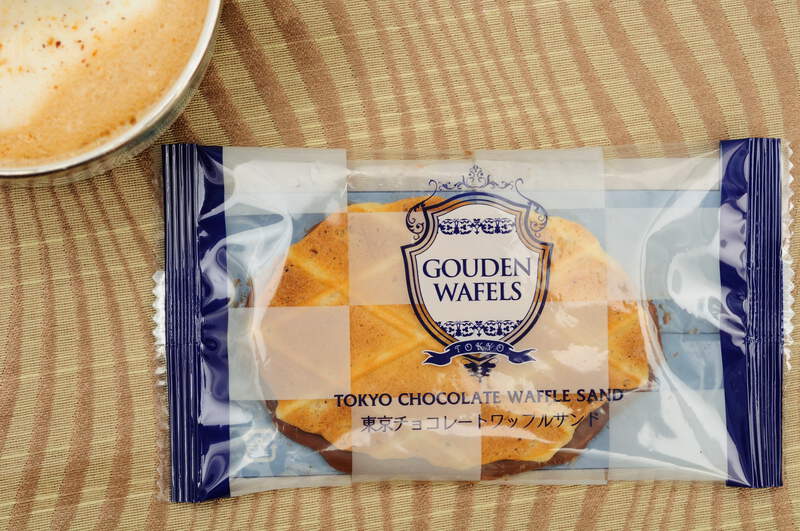 GOUDEN
WAFELS
TOKYO
TOKYO CHOCOLATE WAFFLE SAND
東京チョコレートワッフルサンド